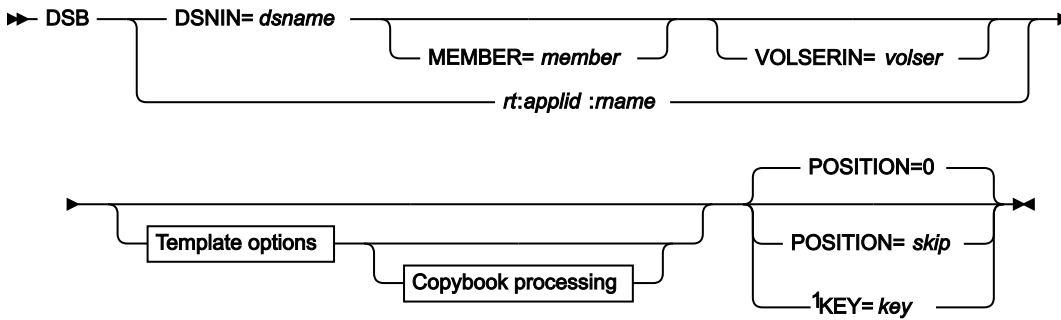 DSB DSNIN= dsname
MEMBER= member VOLSERIN= volser
rt:applid :rname
POSITION=0
Template options POSITION= skip
Copybook processing ¹KEY= key